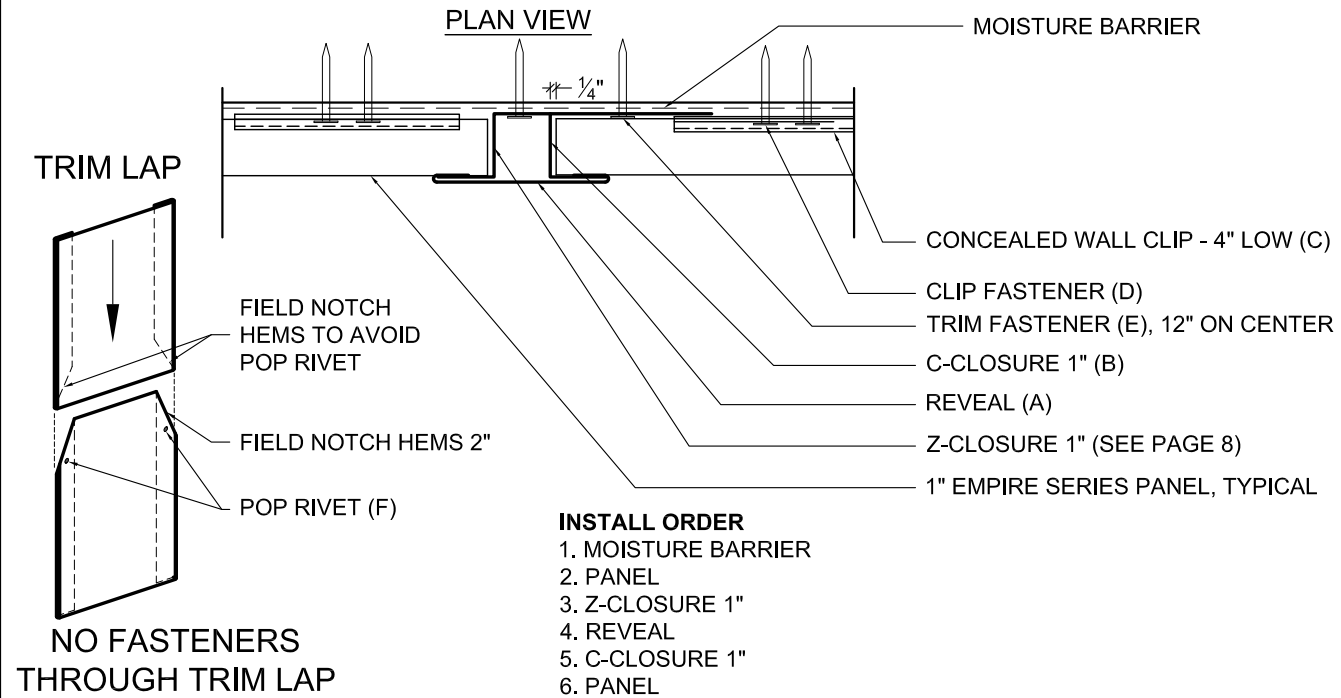 PLAN VIEW
MOISTURE BARRIER
1/4"
TRIM LAP
FIELD NOTCH
HEMS TO AVOID
POP RIVET
FIELD NOTCH HEMS 2"
POP RIVET (F)
NO FASTENERS
THROUGH TRIM LAP
CONCEALED WALL CLIP - 4" LOW (C)
CLIP FASTENER (D)
TRIM FASTENER (E), 12" ON CENTER
C-CLOSURE 1" (B)
REVEAL (A)
Z-CLOSURE 1" (SEE PAGE 8)
1" EMPIRE SERIES PANEL, TYPICAL
INSTALL ORDER
1. MOISTURE BARRIER
2. PANEL
3. Z-CLOSURE 1"
4. REVEAL
5. C-CLOSURE 1"
6. PANEL